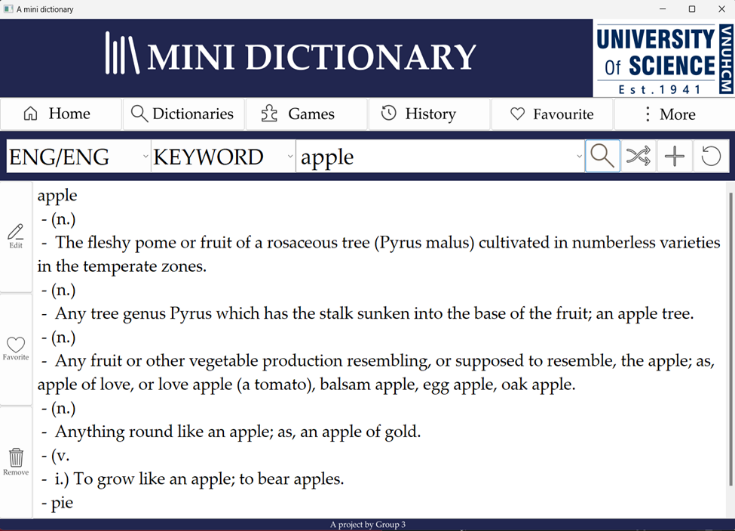 A mini dictionary
MINI DICTIONARY
UNIVERSITY
Of SCIENCE
Est. 1941
VNUHCM
Home
Dictionaries
Games
History
Favourite
More
ENG/ENG
KEYWORD
apple
Edit
Favorite
Remove
apple
- (n.)
- The fleshy pome or fruit of a rosaceous tree (Pyrus malus) cultivated in numberless varieties
in the temperate zones.
- (n.)
- Any tree genus Pyrus which has the stalk sunken into the base of the fruit; an apple tree.
- (n.)
- Any fruit or other vegetable production resembling, or supposed to resemble, the apple; as,
apple of love, or love apple (a tomato), balsam apple, egg apple, oak apple.
- (n.)
- Anything round like an apple; as, an apple of gold.
- (v.
- i.) To grow like an apple; to bear apples.
- pie
A project by Group 3